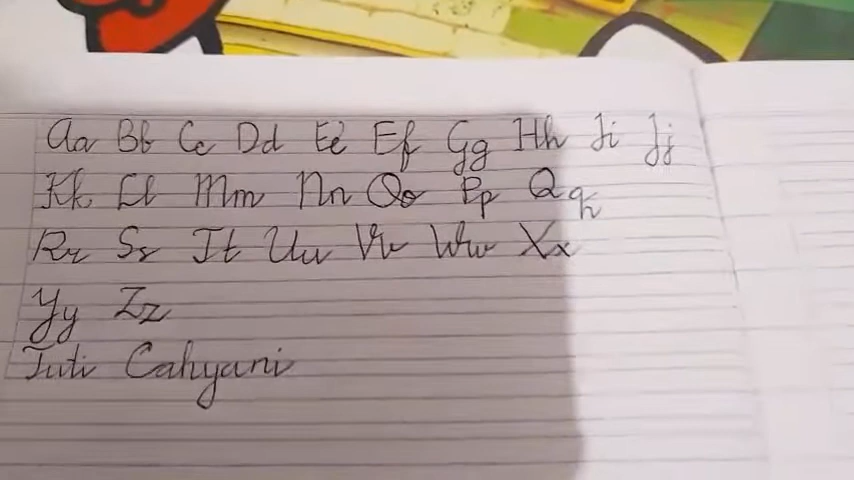 Aa Bb Cc Dd Ee Ff Gg Hh Ii Jj
Kk Ll Mm Nn Oo Pp Qq
Rr Ss Tt Uu Vv Ww Xx
Yy Zz
Tuti Cahyani